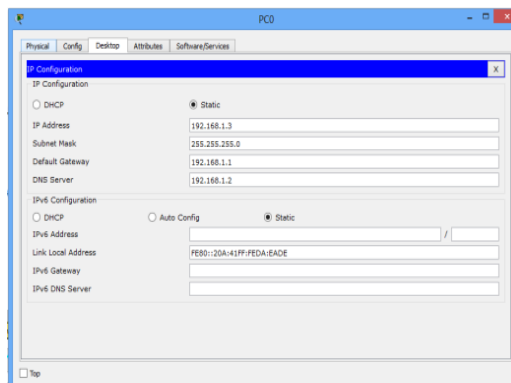 PC0
Physical Config Desktop Attributes Software/Services
IP Configuration X
IP Configuration
DHCP Static
IP Address 192.168.1.3
Subnet Mask 255.255.255.0
Default Gateway 192.168.1.1
DNS Server 192.168.1.2
IPv6 Configuration
DHCP Auto Config Static
IPv6 Address /
Link Local Address FE80::20A:41FF:FEDA:EADE
IPv6 Gateway
IPv6 DNS Server
Top